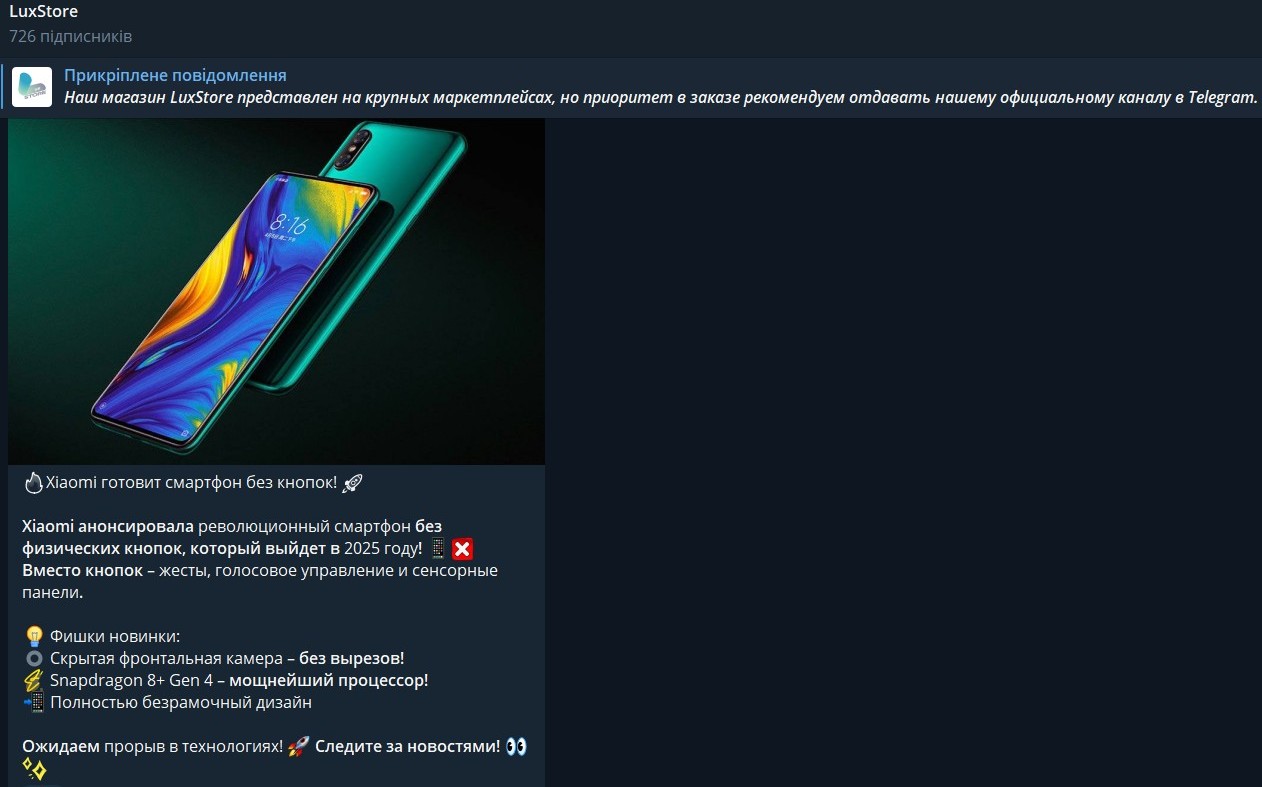 LuxStore
726 підписників
Прикріплене повідомлення
Наш магазин LuxStore представлен на крупных маркетплейсах, но приоритет в заказе рекомендуем отдавать нашему официальному каналу в Telegram.
8:16
Xiaomi готовит смартфон без кнопок!
Xiaomi анонсировала революционный смартфон без
физических кнопок, который выйдет в 2025 году!
Вместо кнопок – жесты, голосовое управление и сенсорные
панели.
Фишки новинки:
Скрытая фронтальная камера – без вырезов!
Snapdragon 8+ Gen 4 – мощнейший процессор!
Полностью безрамочный дизайн
Ожидаем прорыв в технологиях! Следите за новостями!